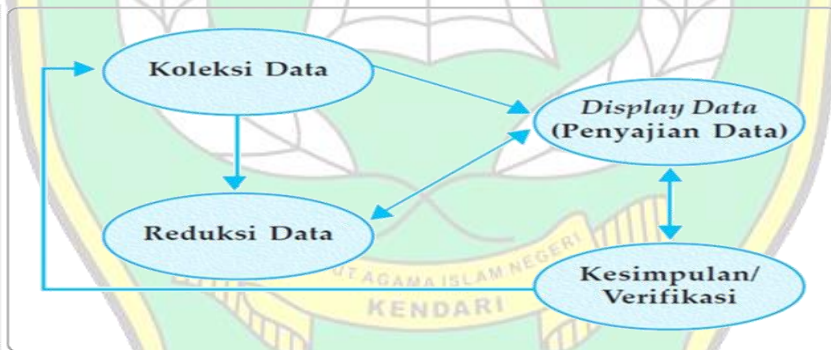 Koleksi Data
Display Data
(Penyajian Data)
Reduksi Data
Kesimpulan/
Verifikasi
UT AGAMA ISLAM NEGERI
KENDARI